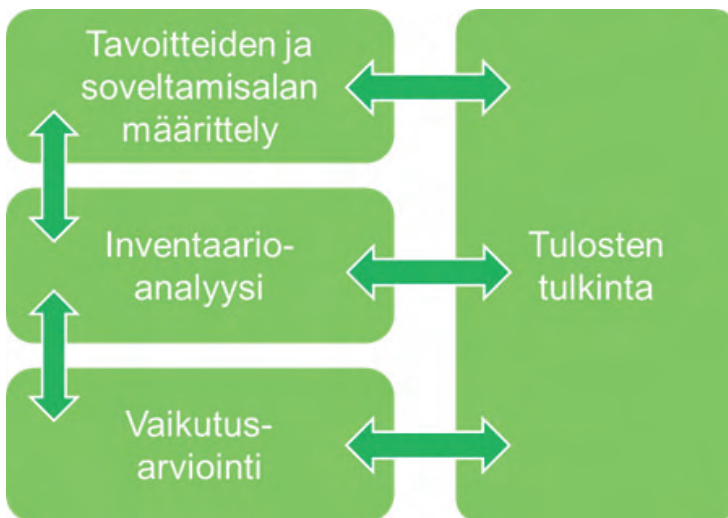 Tavoitteiden ja
soveltamisalan
määrittely
Inventaario-
analyysi
Vaikutus-
arviointi
Tulosten
tulkinta